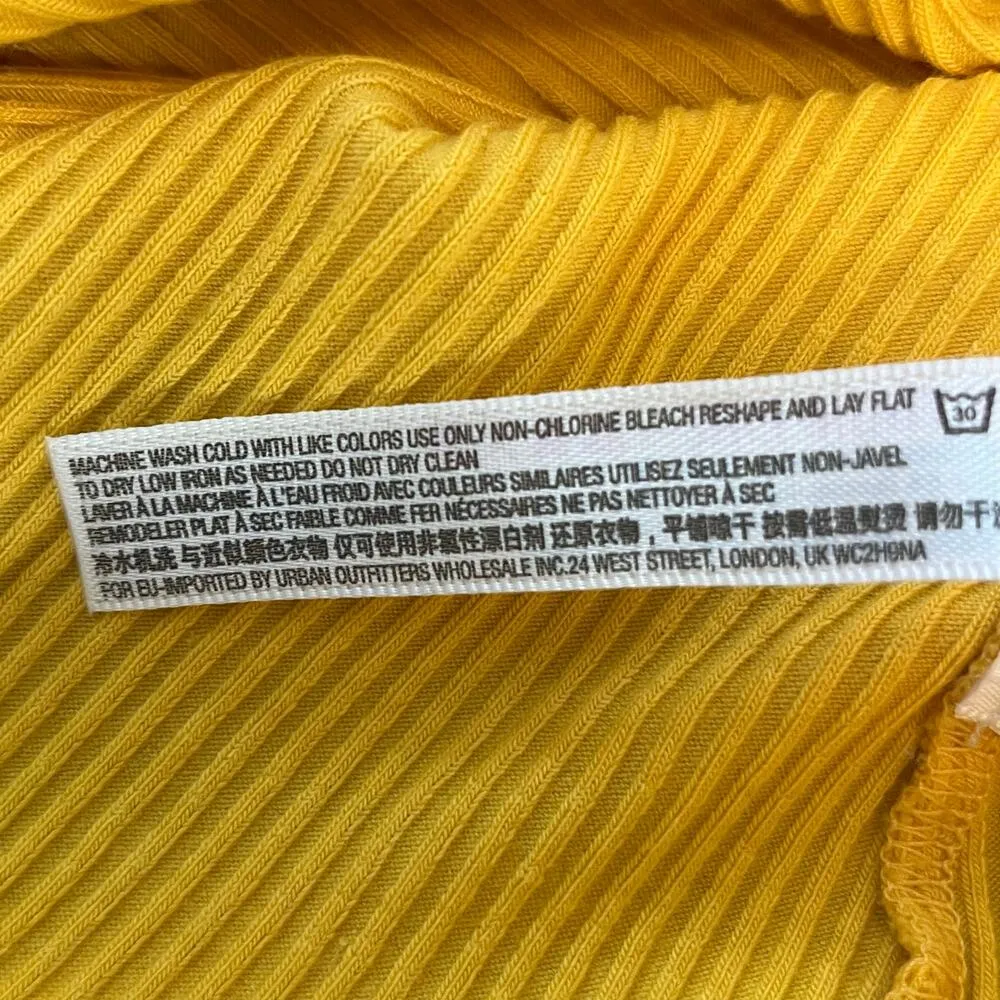 MACHINE WASH COLD WITH LIKE COLORS USE ONLY NON-CHLORINE BLEACH RESHAPE AND LAY FLAT
30
TO DRY LOW IRON AS NEEDED DO NOT DRY CLEAN
LAVER À LA MACHINE À L'EAU FROID AVEC COULEURS SIMILAIRES UTILISEZ SEULEMENT NON-JAVEL
REMODELER PLAT À SEC FAIBLE COMME FER NÉCESSAIRES NE PAS NETTOYER À SEC
冷水机洗 与近似颜色衣物 仅可使用非氯性漂白剂 还原衣物，平铺晾干 按需低温熨烫 请勿干
FOR EU-IMPORTED BY URBAN OUTFITTERS WHOLESALE INC.24 WEST STREET, LONDON, UK WC2H9NA